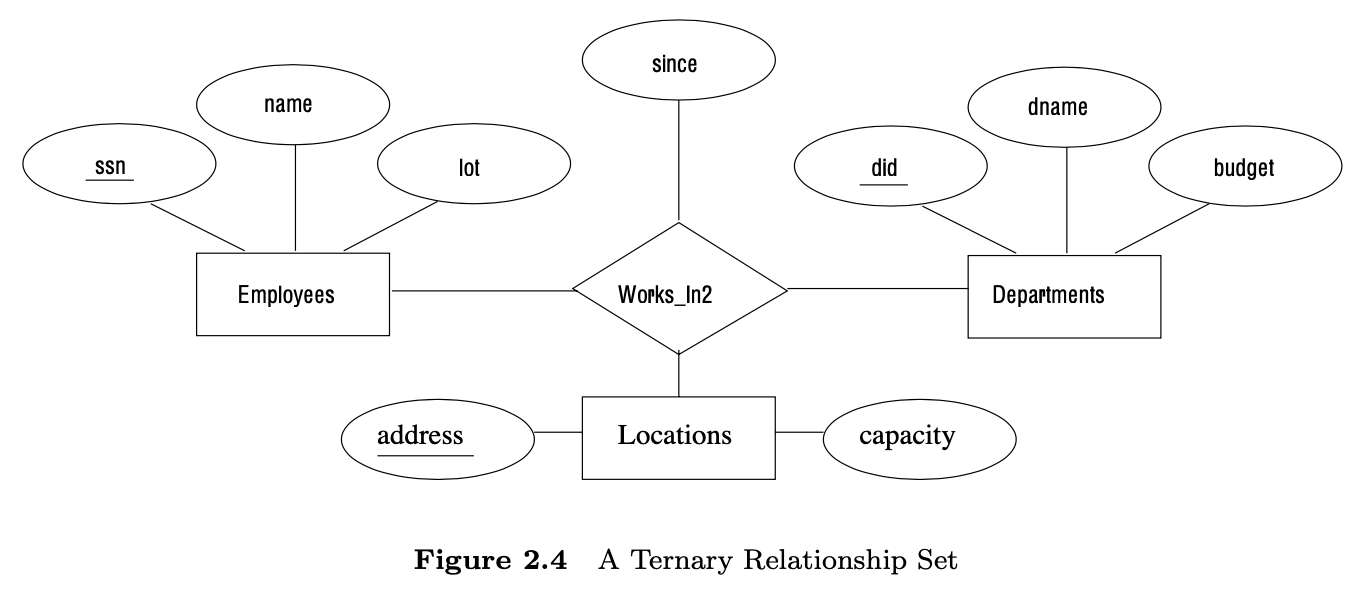 since
name
dname
ssn
lot
did
budget
Employees
Works_In2
Departments
address
Locations
capacity
Figure 2.4 A Ternary Relationship Set